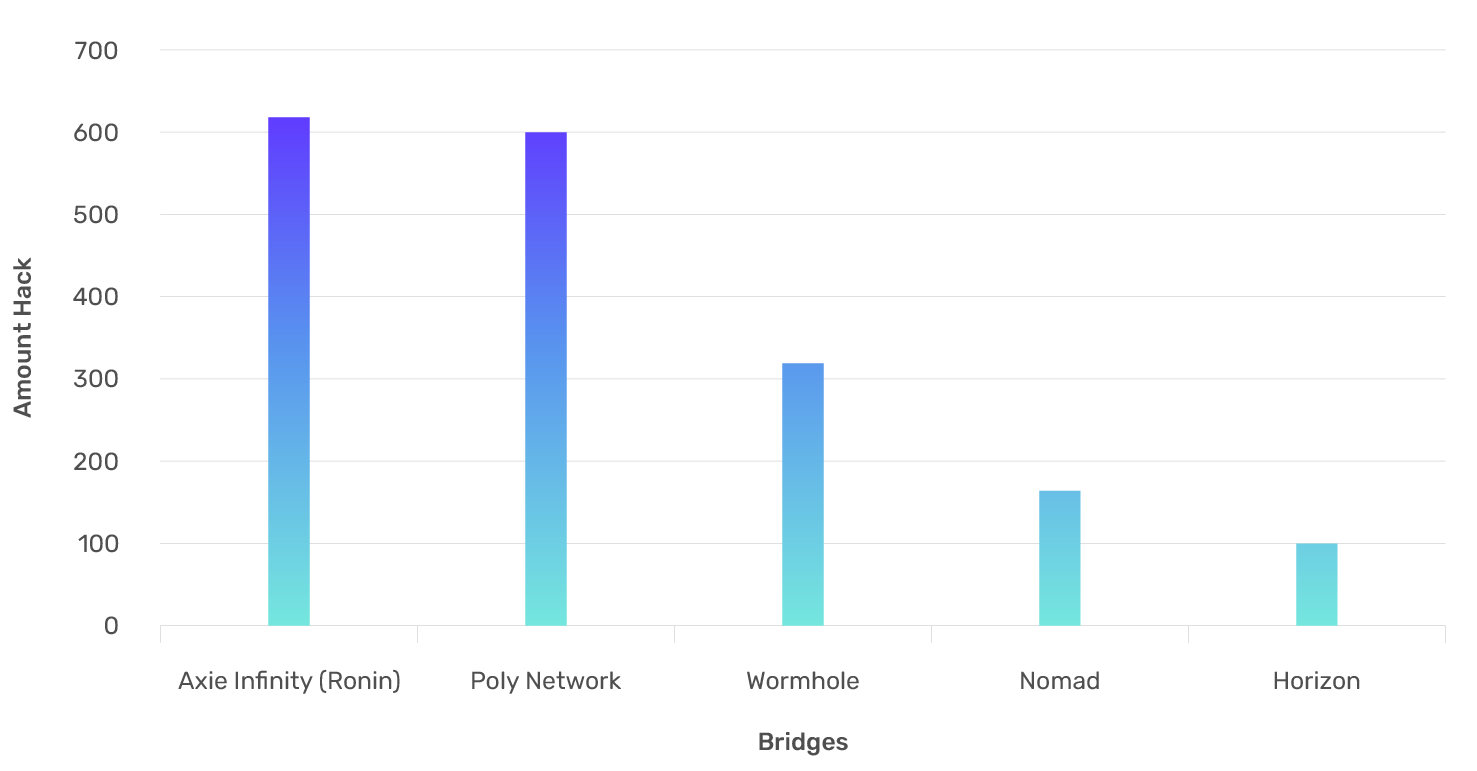 700
600
500
400
300
200
100
0
Amount Hack
Axie Infinity (Ronin)
Poly Network
Wormhole
Nomad
Horizon
Bridges